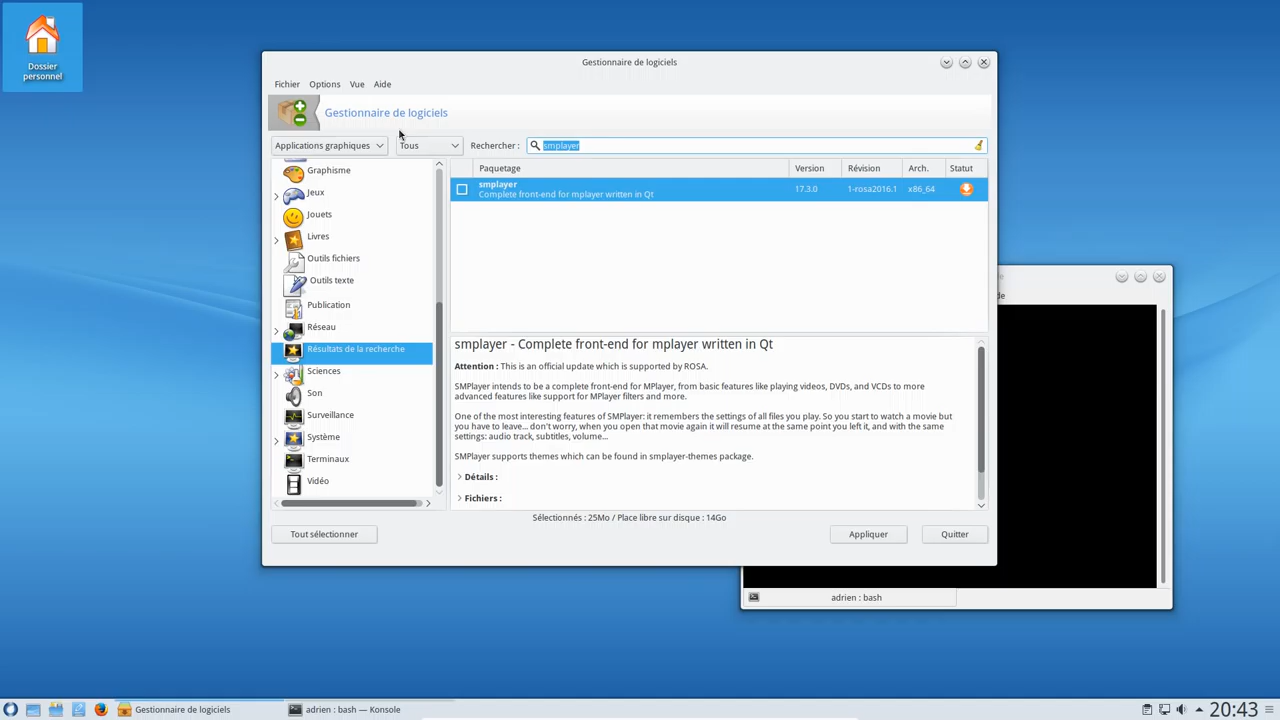 Dossier
personnel
Gestionnaire de logiciels
Fichier Options Vue Aide
Gestionnaire de logiciels
Applications graphiques Tous Rechercher : smplayer
Paquetage Version Révision Arch. Statut
smplayer
Complete front-end for mplayer written in Qt
17.3.0 1-rosa2016.1 x86_64
Graphisme
Jeux
Jouets
Livres
Outils fichiers
Outils texte
Publication
Réseau
Résultats de la recherche
Sciences
Son
Surveillance
Système
Terminaux
Vidéo
smplayer - Complete front-end for mplayer written in Qt
Attention : This is an official update which is supported by ROSA.
SMPlayer intends to be a complete front-end for MPlayer, from basic features like playing videos, DVDs, and VCDs to more
advanced features like support for MPlayer filters and more.
One of the most interesting features of SMPlayer: it remembers the settings of all files you play. So you start to watch a movie but
you have to leave... don't worry, when you open that movie again it will resume at the same point you left it, and with the same
settings: audio track, subtitles, volume...
SMPlayer supports themes which can be found in smplayer-themes package.
Détails :
Fichiers :
Sélectionnés : 25Mo / Place libre sur disque : 14Go
Tout sélectionner Appliquer Quitter
adrien : bash
Gestionnaire de logiciels adrien : bash — Konsole 20:43